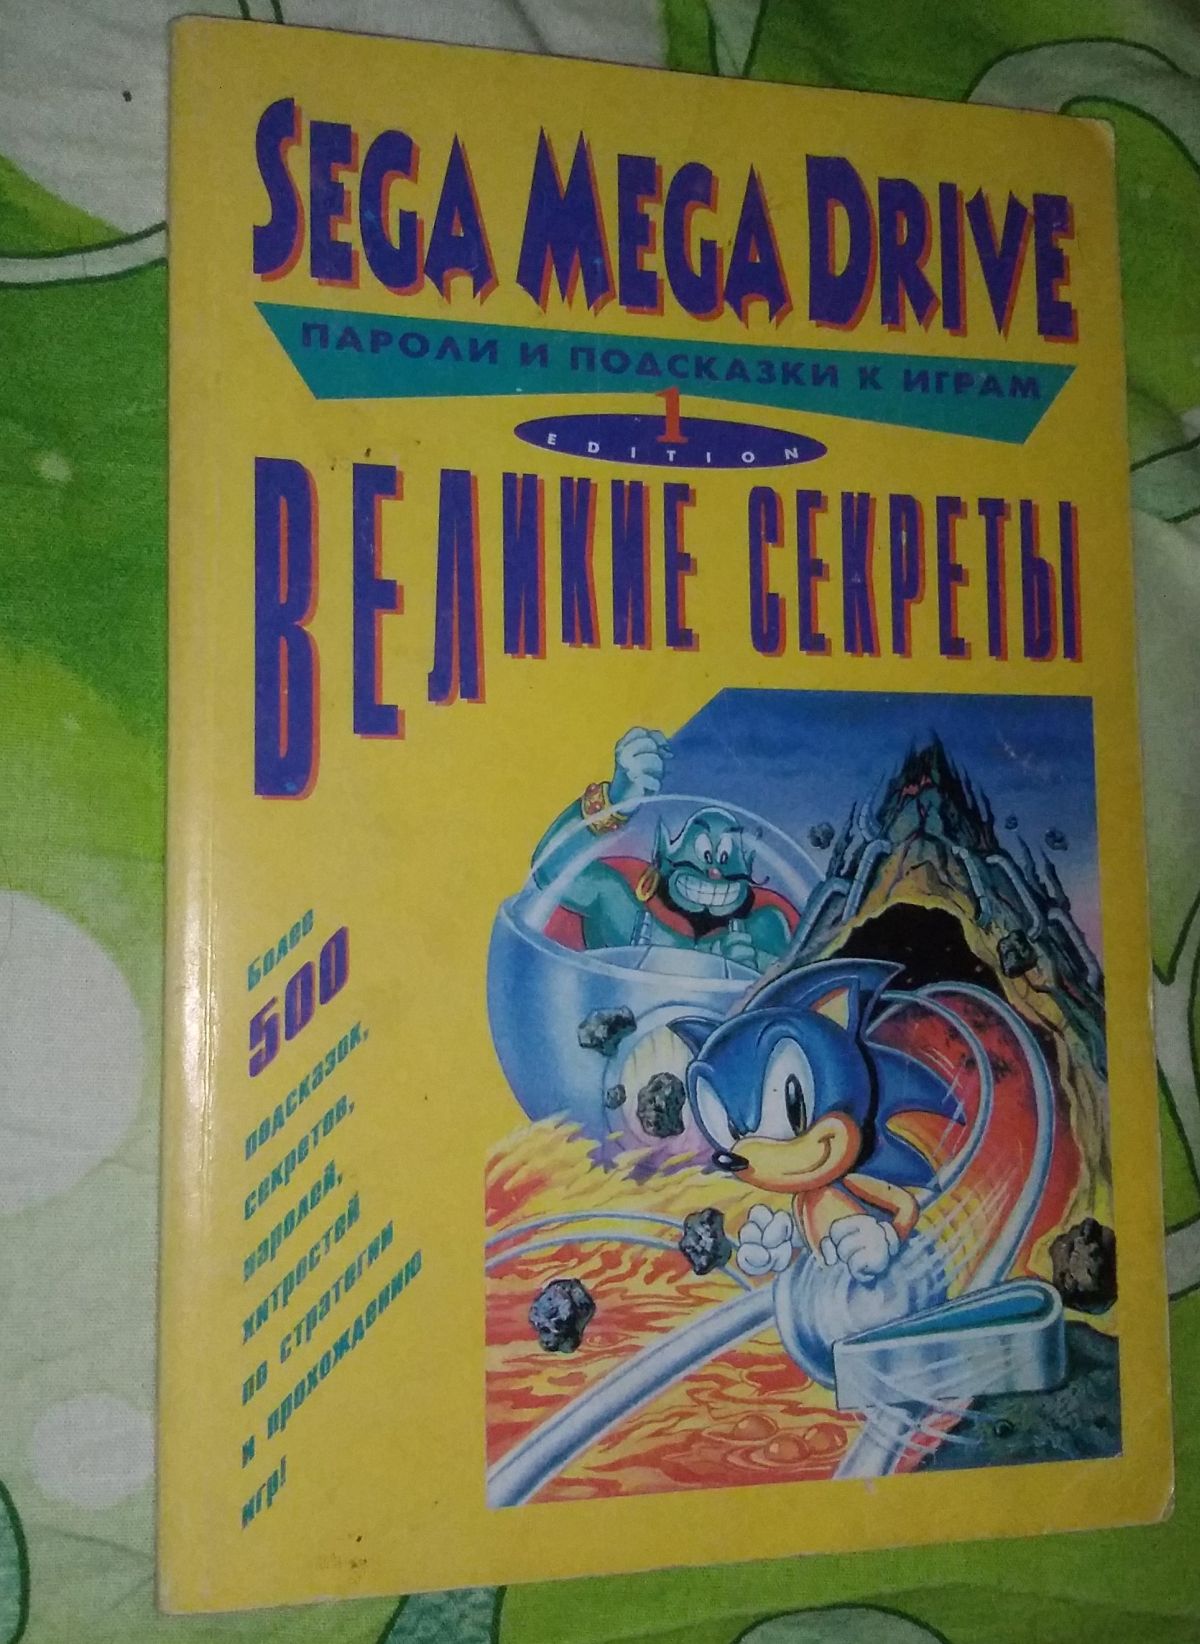 SEGA MEGA DRIVE
ПАРОЛИ И ПОДСКАЗКИ К ИГРАМ
1
EDITION
ВЕЛИКИЕ СЕКРЕТЫ
Более
500
подсказок,
секретов,
паролей,
хитростей
по стратегии
и прохождению
игр!